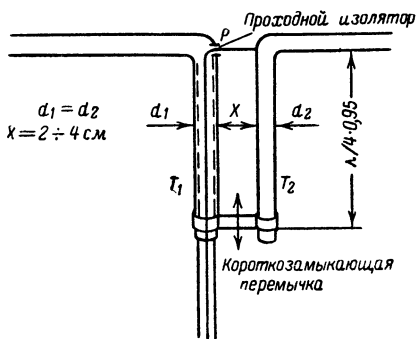 P
Проходной изолятор
d₁ = d₂
X = 2 ÷ 4 см
d₁
X
d₂
λ/4·0,95
T₁
T₂
Короткозамыкающая
перемычка